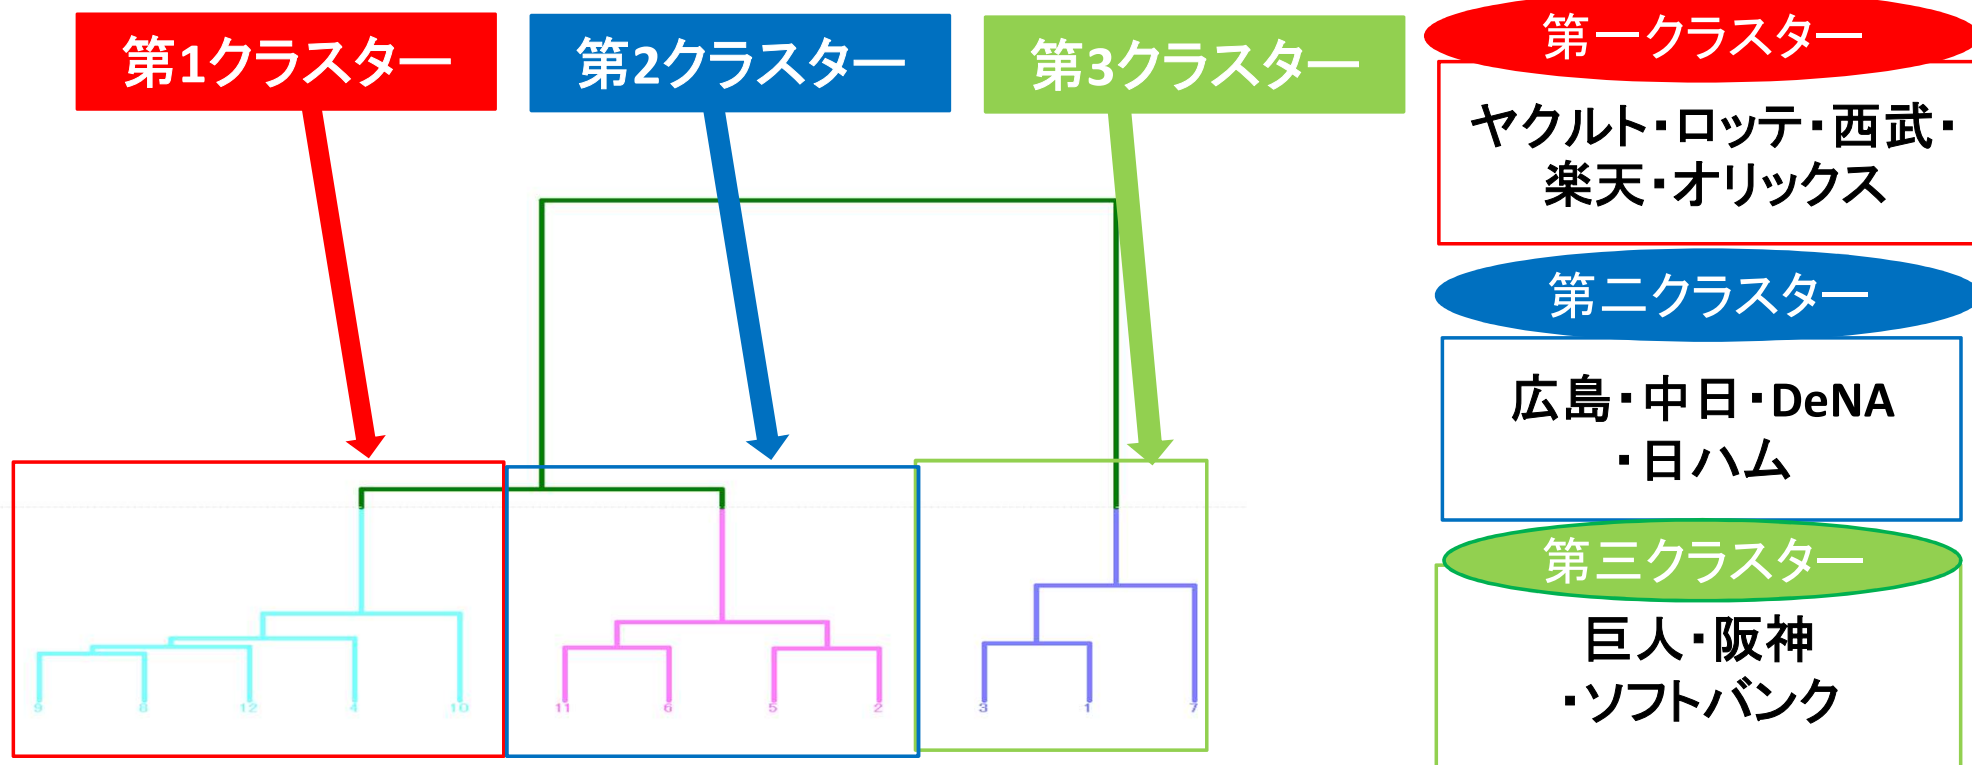 第1クラスター
第2クラスター
第3クラスター
9 8 12 4 10 11 6 5 2 3 1 7
第一クラスター
ヤクルト・ロッテ・西武・
楽天・オリックス
第二クラスター
広島・中日・DeNA
・日ハム
第三クラスター
巨人・阪神
・ソフトバンク